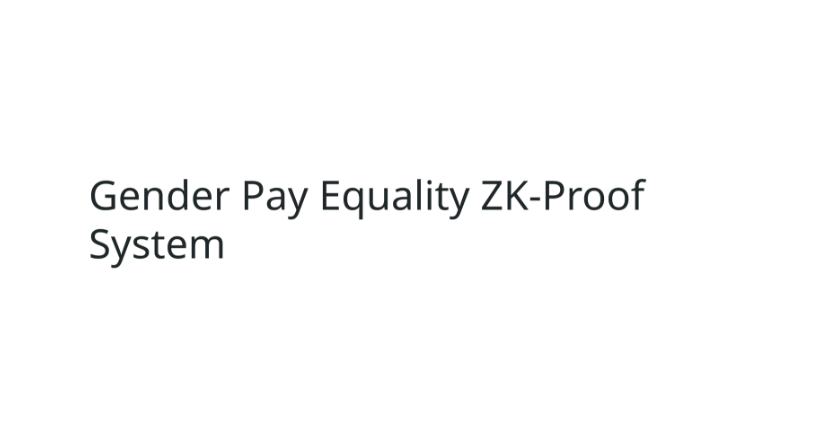 Gender Pay Equality ZK-Proof
System